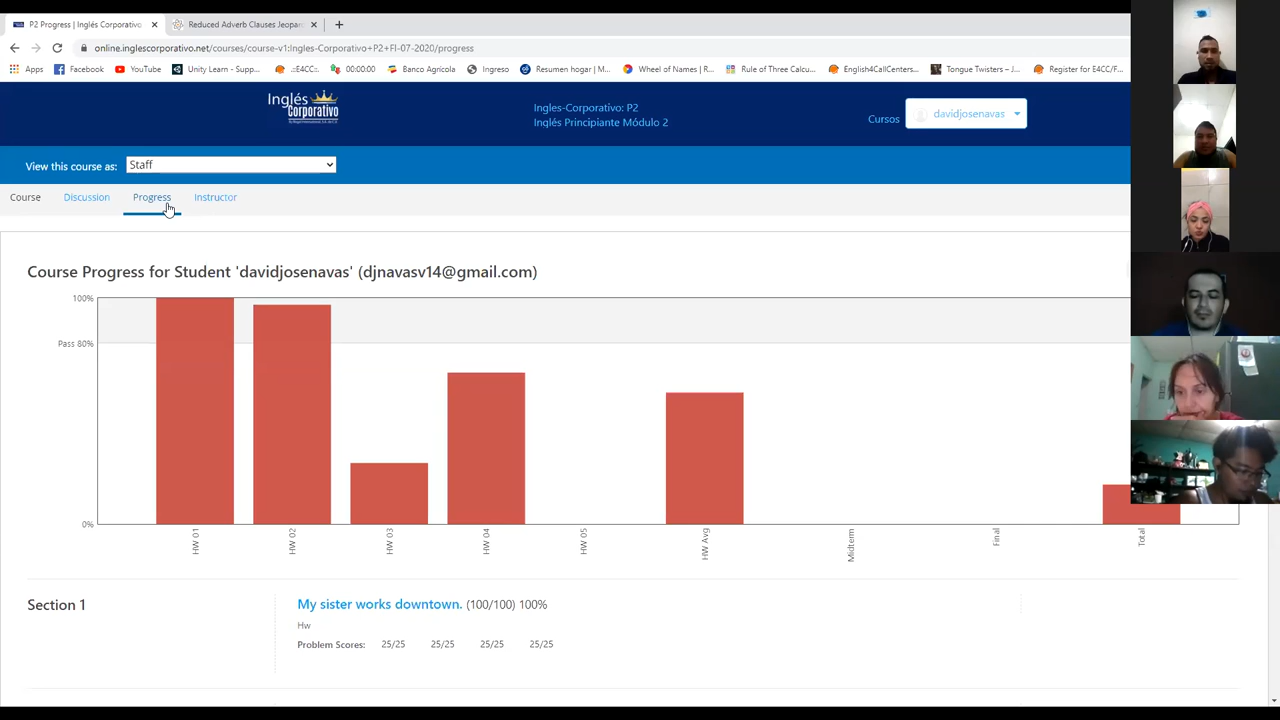 P2 Progress | Inglés Corporativo
Reduced Adverb Clauses Jeopar
online.inglescorporativo.net/courses/course-v1:Ingles-Corporativo+P2+FI-07-2020/progress
Apps
Facebook
YouTube
Unity Learn - Supp...
.::E4CC::.
00:00:00
Banco Agrícola
Ingreso
Resumen hogar | M...
Wheel of Names | R...
Rule of Three Calcu...
English4CallCenters...
Tongue Twisters – J...
Register for E4CC/F...
Inglés
Corporativo
Ingles-Corporativo: P2
Inglés Principiante Módulo 2
Cursos
davidjosenavas
View this course as:
Staff
Course
Discussion
Progress
Instructor
Course Progress for Student 'davidjosenavas' (djnavasv14@gmail.com)
100%
Pass 80%
0%
HW 01
HW 02
HW 03
HW 04
HW 05
HW Avg
Midterm
Final
Total
Section 1
My sister works downtown. (100/100) 100%
Hw
Problem Scores: 25/25 25/25 25/25 25/25